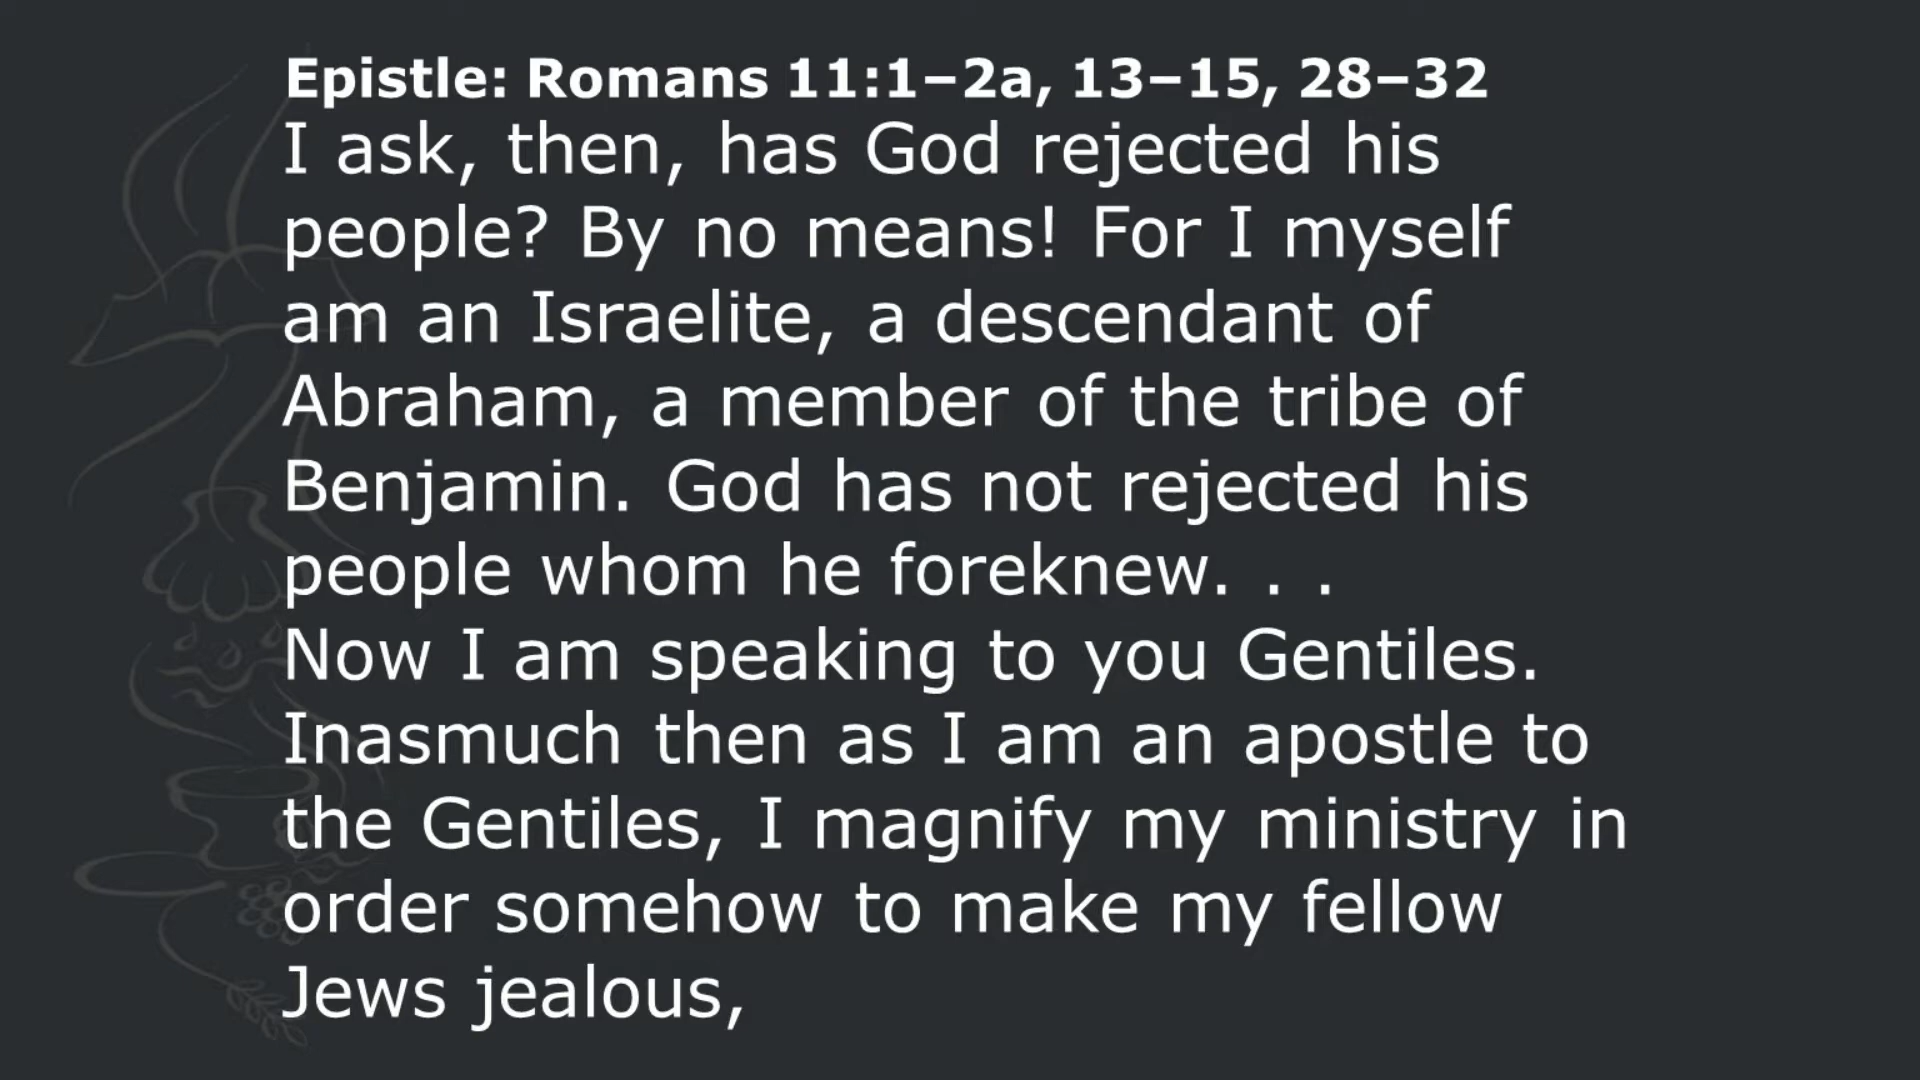 Epistle: Romans 11:1–2a, 13–15, 28–32
I ask, then, has God rejected his
people? By no means! For I myself
am an Israelite, a descendant of
Abraham, a member of the tribe of
Benjamin. God has not rejected his
people whom he foreknew. . .
Now I am speaking to you Gentiles.
Inasmuch then as I am an apostle to
the Gentiles, I magnify my ministry in
order somehow to make my fellow
Jews jealous,